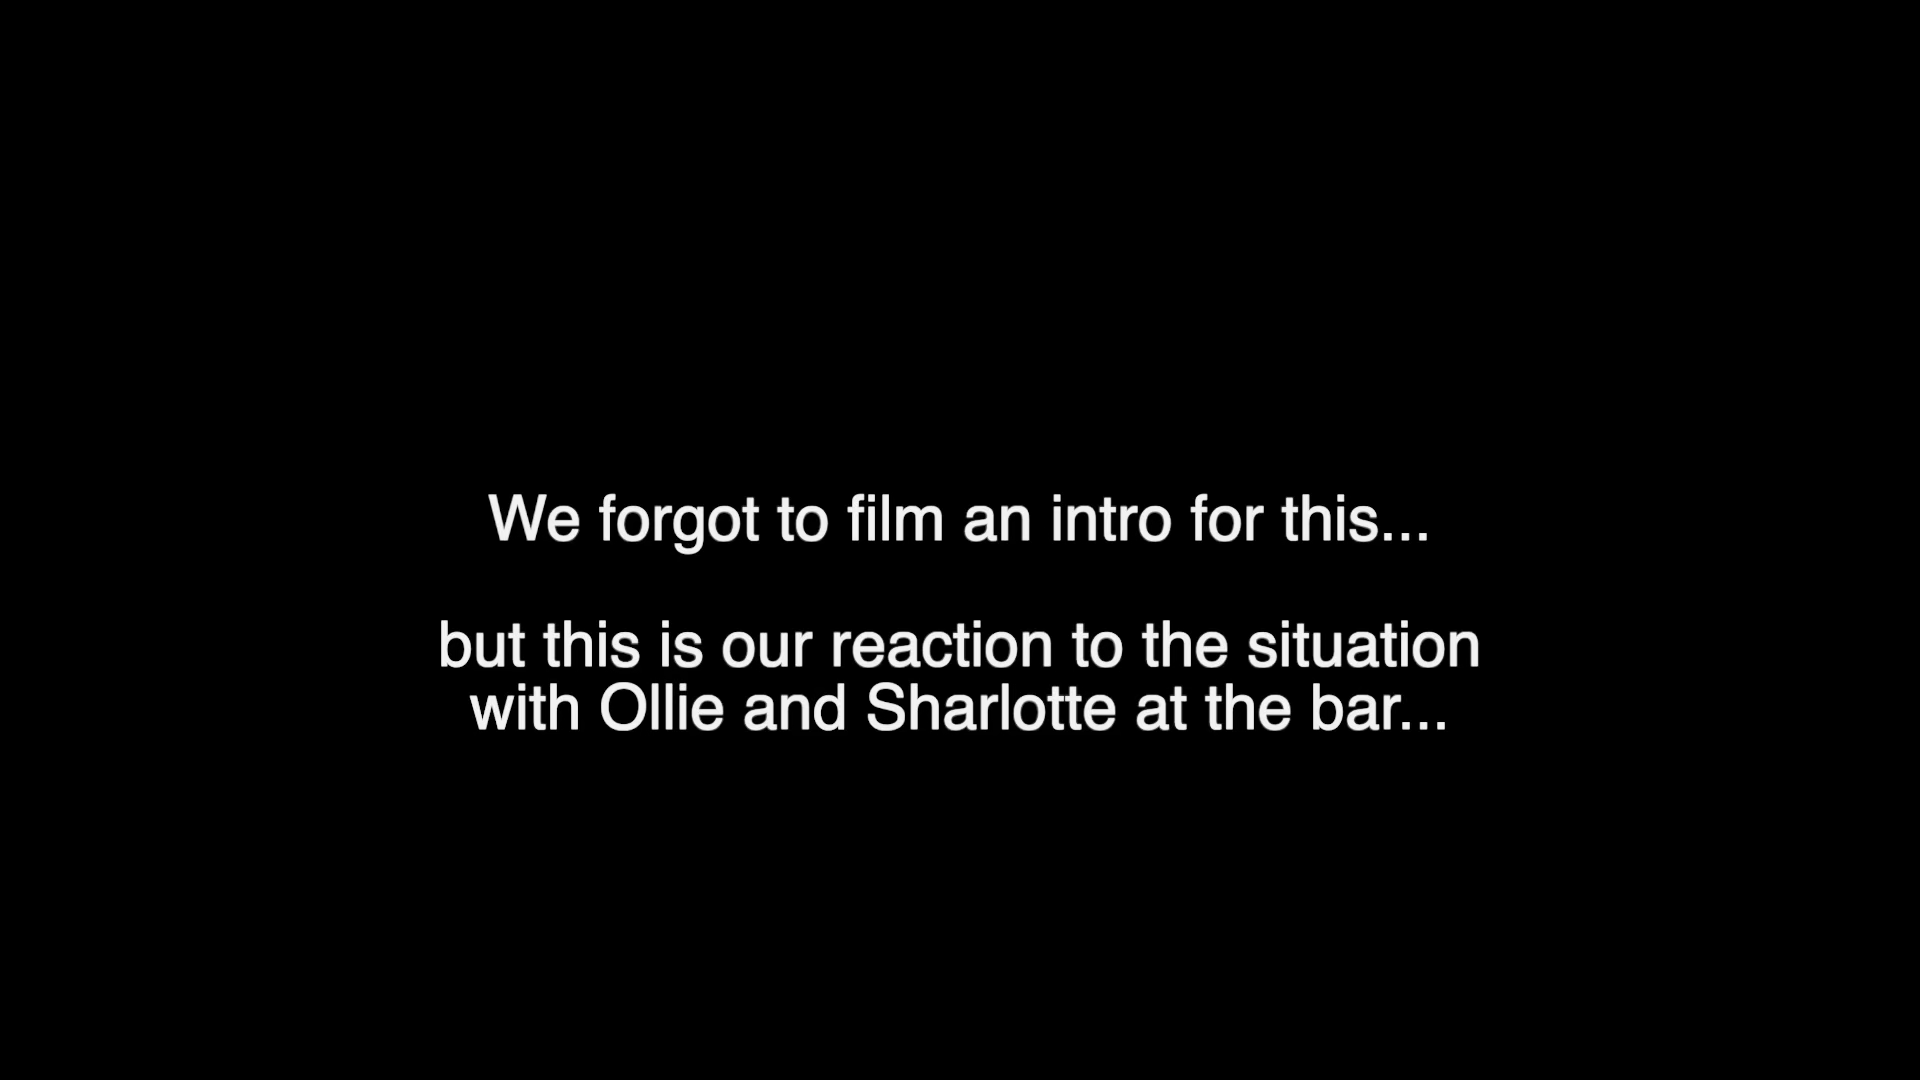 We forgot to film an intro for this...
but this is our reaction to the situation
with Ollie and Sharlotte at the bar...